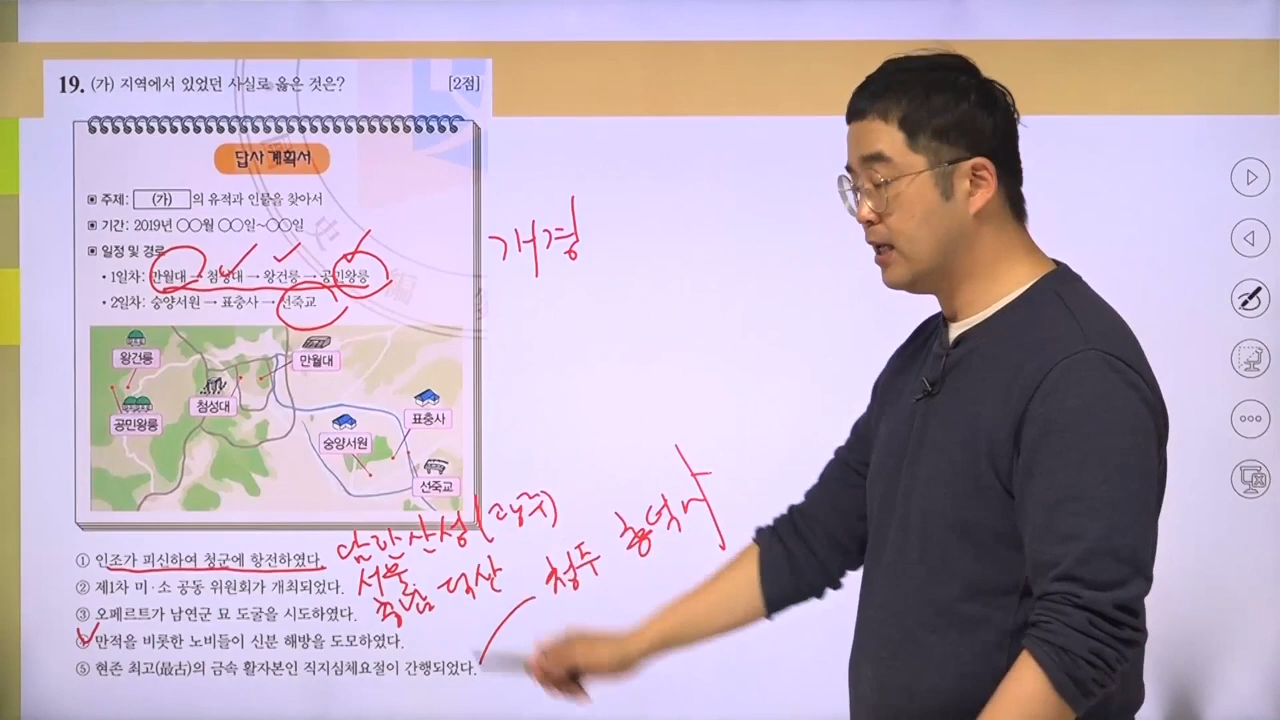 19. (가) 지역에서 있었던 사실로 옳은 것은? [2점]
답사 계획서
▣ 주제: (가) 의 유적과 인물을 찾아서
▣ 기간: 2019년 ○○월 ○○일~○○일
▣ 일정 및 경로
• 1일차: 만월대 → 첨성대 → 왕건릉 → 공민왕릉
• 2일차: 숭양서원 → 표충사 → 선죽교
개경
왕건릉
만월대
공민왕릉
첨성대
표충사
숭양서원
선죽교
남한산성(광주)
① 인조가 피신하여 청군에 항전하였다.
서울
② 제1차 미·소 공동 위원회가 개최되었다.
충남 덕산
청주 흥덕사
③ 오페르트가 남연군 묘 도굴을 시도하였다.
④ 만적을 비롯한 노비들이 신분 해방을 도모하였다.
⑤ 현존 최고(最古)의 금속 활자본인 직지심체요절이 간행되었다.